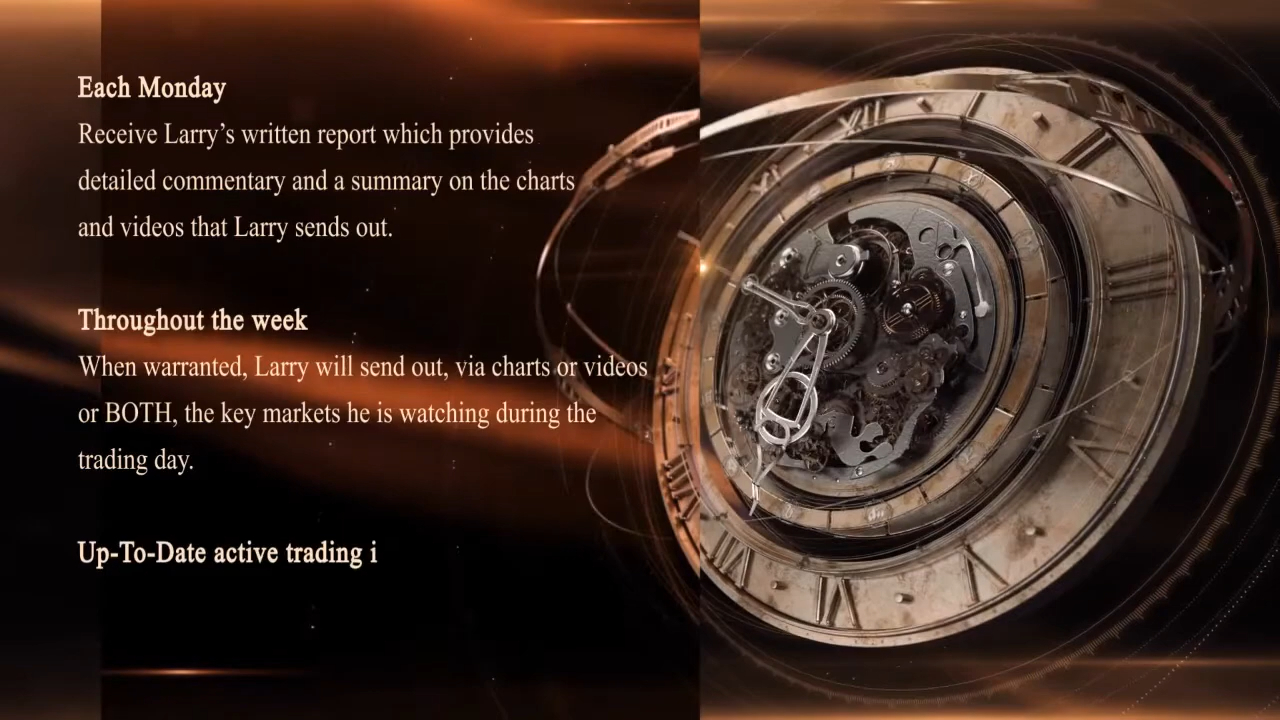 Each Monday
Receive Larry’s written report which provides
detailed commentary and a summary on the charts
and videos that Larry sends out.
Throughout the week
When warranted, Larry will send out, via charts or videos
or BOTH, the key markets he is watching during the
trading day.
Up-To-Date active trading i